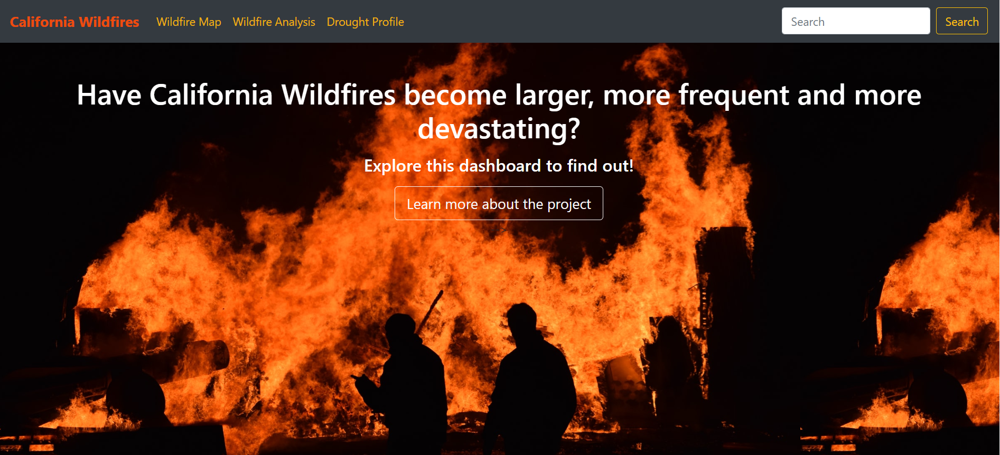 California Wildfires Wildfire Map Wildfire Analysis Drought Profile Search Search
Have California Wildfires become larger, more frequent and more
devastating?
Explore this dashboard to find out!
Learn more about the project
>